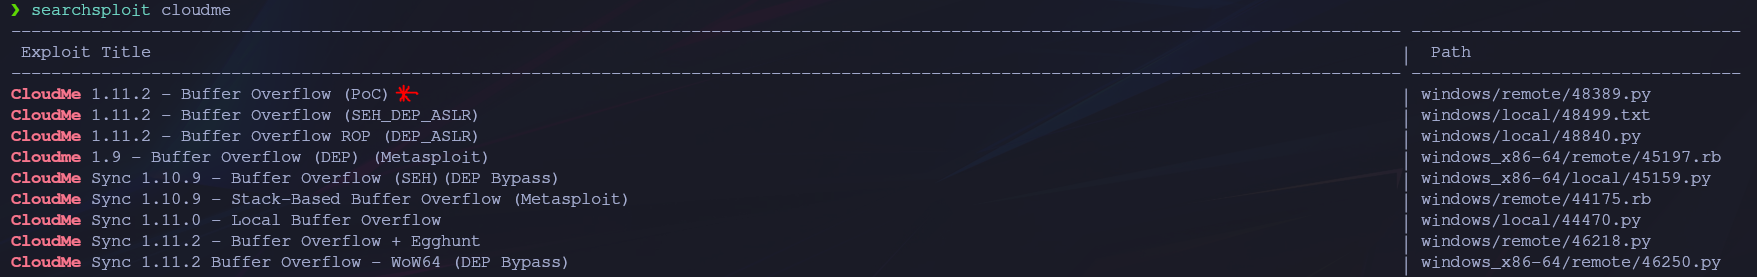 ❯ searchsploit cloudme
Exploit Title | Path
CloudMe 1.11.2 - Buffer Overflow (PoC) | windows/remote/48389.py
CloudMe 1.11.2 - Buffer Overflow (SEH_DEP_ASLR) | windows/local/48499.txt
CloudMe 1.11.2 - Buffer Overflow ROP (DEP_ASLR) | windows/local/48840.py
Cloudme 1.9 - Buffer Overflow (DEP) (Metasploit) | windows_x86-64/remote/45197.rb
CloudMe Sync 1.10.9 - Buffer Overflow (SEH)(DEP Bypass) | windows_x86-64/local/45159.py
CloudMe Sync 1.10.9 - Stack-Based Buffer Overflow (Metasploit) | windows/remote/44175.rb
CloudMe Sync 1.11.0 - Local Buffer Overflow | windows/local/44470.py
CloudMe Sync 1.11.2 - Buffer Overflow + Egghunt | windows/remote/46218.py
CloudMe Sync 1.11.2 Buffer Overflow - WoW64 (DEP Bypass) | windows_x86-64/remote/46250.py